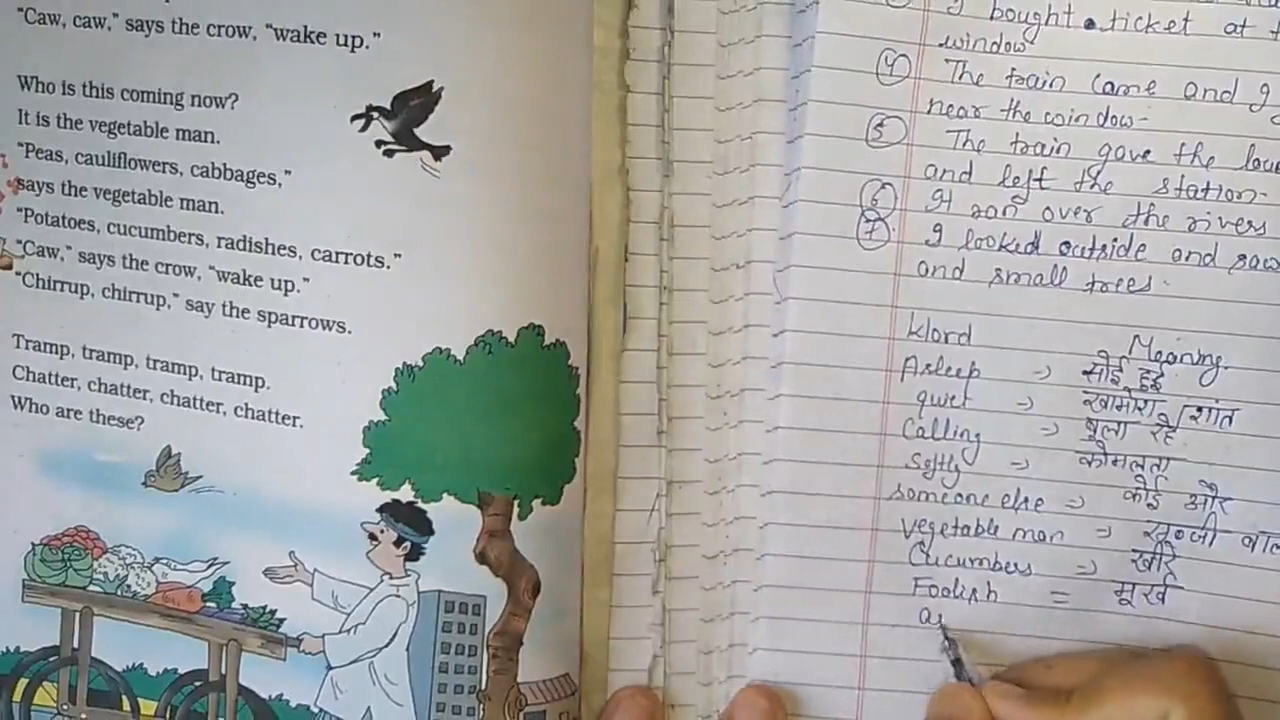 "Caw, caw," says the crow, "wake up."
Who is this coming now?
It is the vegetable man.
"Peas, cauliflowers, cabbages,"
says the vegetable man.
"Potatoes, cucumbers, radishes, carrots."
"Caw," says the crow, "wake up."
"Chirrup, chirrup," say the sparrows.
Tramp, tramp, tramp, tramp.
Chatter, chatter, chatter, chatter.
Who are these?
I bought ticket at
window
(4) The train came and I
near the window-
(5) The train gave the
and left the station-
(6) It ran over the rivers
(7) I looked outside and saw
and small trees.
Word Meaning
Asleep -> सोई हुई
quiet -> खामोश / शांत
Calling -> बुला रहे
Softly -> कोमलता
someone else => कोई और
vegetable man => सब्जी
Cucumbers => खीरे
Foolish = मूर्ख